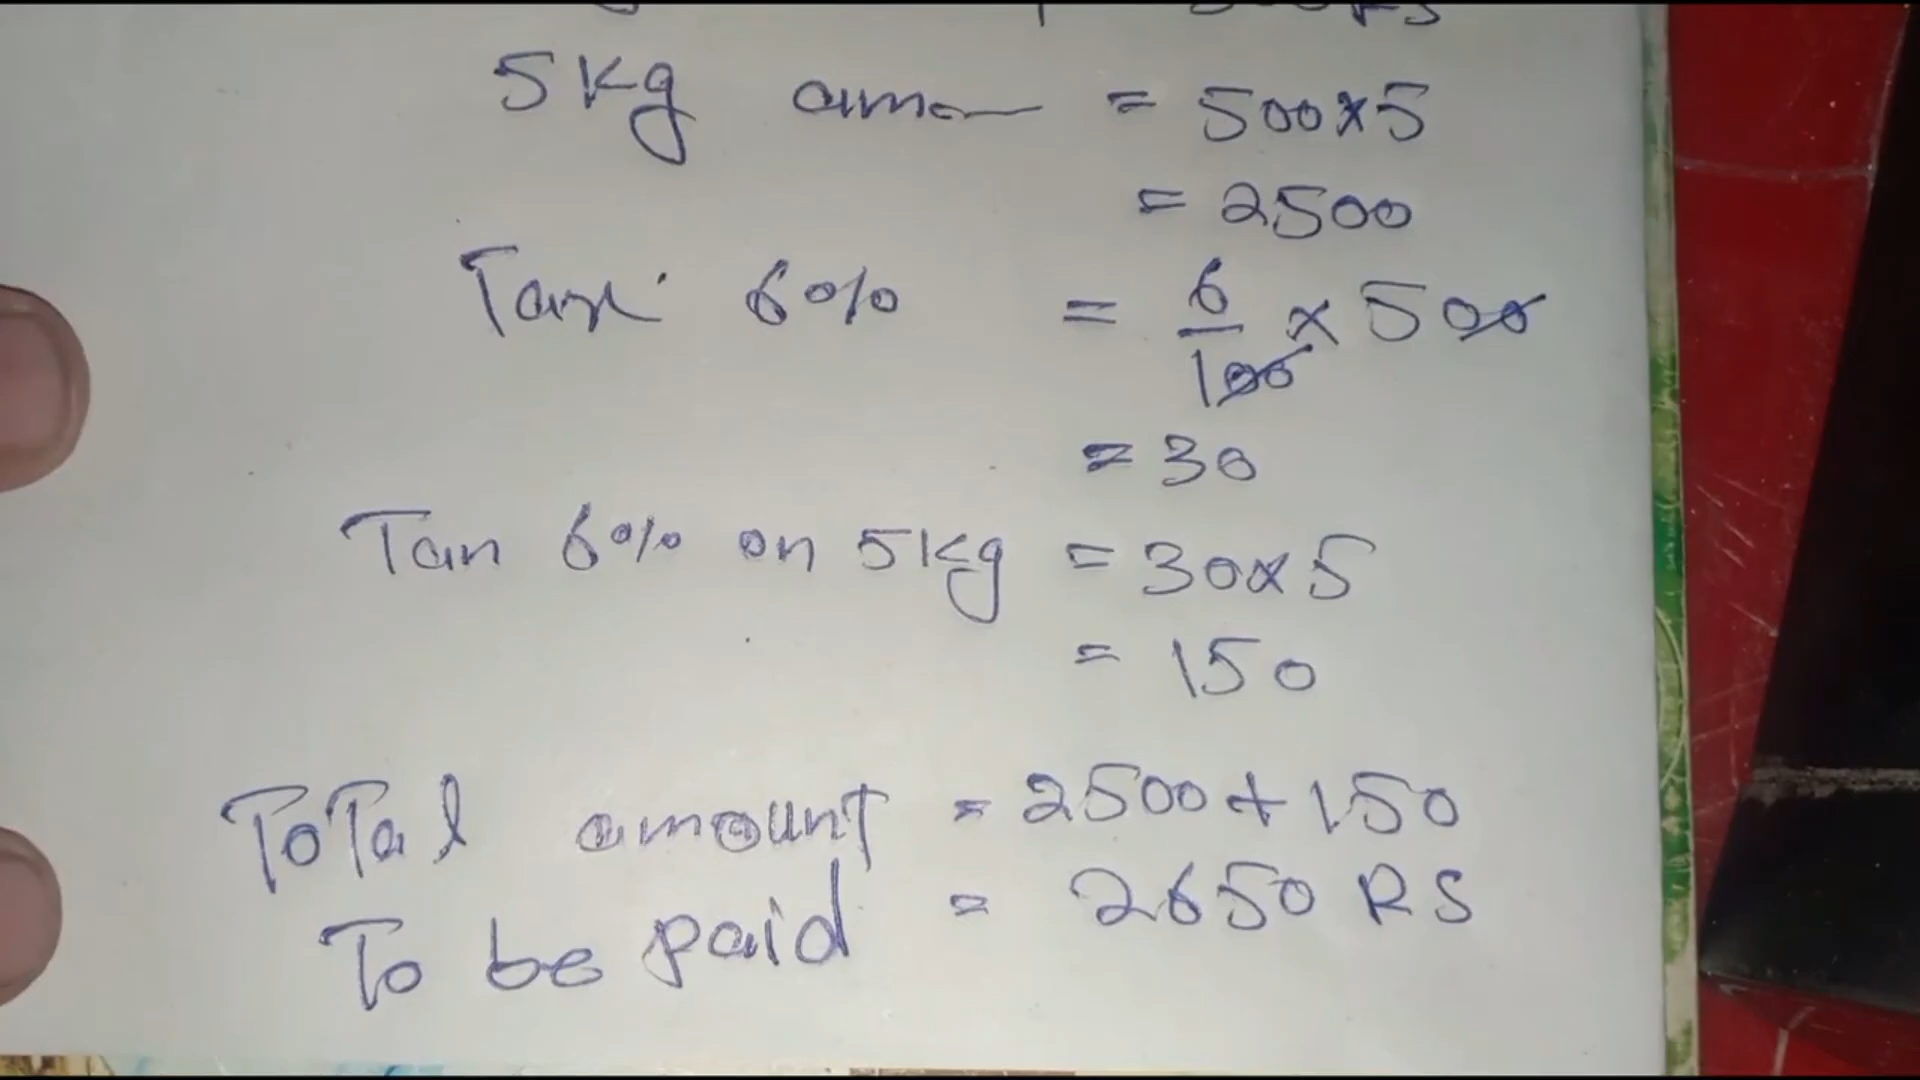 5kg = 500x5
= 2500
Tax 6% = 6/100 x 500
= 30
Tax 6% on 5kg = 30x5
= 150
ToTal amount = 2500 + 150
To be paid = 2650 RS